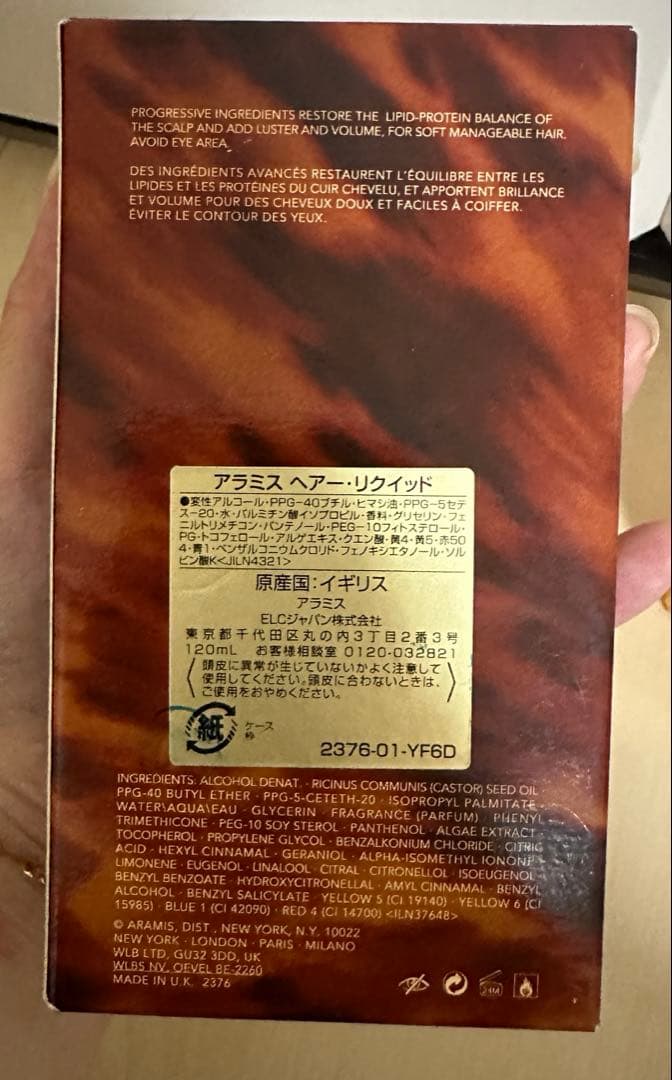 PROGRESSIVE INGREDIENTS RESTORE THE LIPID-PROTEIN BALANCE OF
THE SCALP AND ADD LUSTER AND VOLUME, FOR SOFT MANAGEABLE HAIR.
AVOID EYE AREA.
DES INGRÉDIENTS AVANCÉS RESTAURENT L'ÉQUILIBRE ENTRE LES
LIPIDES ET LES PROTÉINES DU CUIR CHEVELU, ET APPORTENT BRILLANCE
ET VOLUME POUR DES CHEVEUX DOUX ET FACILES À COIFFER.
ÉVITER LE CONTOUR DES YEUX.
アラミス ヘアー・リクイッド
●変性アルコール・PPG-40ブチル・ヒマシ油・PPG-5セテ
ス-20・水・パルミチン酸イソプロピル・香料・グリセリン・フェ
ニルトリメチコン・パンテノール・PEG-10フィトステロール・
PG・トコフェロール・アルゲエキス・クエン酸・黄4・黄5・赤50
4・青1・ベンザルコニウムクロリド・フェノキシエタノール・ソル
ビン酸K<JILN4321>
原産国：イギリス
アラミス
ELCジャパン株式会社
東京都千代田区丸の内3丁目2番3号
120mL お客様相談室 0120-032821
頭皮に異常が生じていないかよく注意して
使用してください。頭皮に合わないときは、
ご使用をおやめください。
紙 ケース
枠
2376-01-YF6D
INGREDIENTS: ALCOHOL DENAT. · RICINUS COMMUNIS (CASTOR) SEED OIL
PPG-40 BUTYL ETHER · PPG-5-CETETH-20 · ISOPROPYL PALMITATE ·
WATER\AQUA\EAU · GLYCERIN · FRAGRANCE (PARFUM) · PHENYL
TRIMETHICONE · PEG-10 SOY STEROL · PANTHENOL · ALGAE EXTRACT ·
TOCOPHEROL · PROPYLENE GLYCOL · BENZALKONIUM CHLORIDE · CITRIC
ACID · HEXYL CINNAMAL · GERANIOL · ALPHA-ISOMETHYL IONONE ·
LIMONENE · EUGENOL · LINALOOL · CITRAL · CITRONELLOL · ISOEUGENOL ·
BENZYL BENZOATE · HYDROXYCITRONELLAL · AMYL CINNAMAL · BENZYL
ALCOHOL · BENZYL SALICYLATE · YELLOW 5 (CI 19140) · YELLOW 6 (CI
15985) · BLUE 1 (CI 42090) · RED 4 (CI 14700) <ILN37648>
© ARAMIS, DIST., NEW YORK, N.Y. 10022
NEW YORK · LONDON · PARIS · MILANO
WLB LTD, GU32 3DD, UK
WLBS NV, OEVEL BE-2260
MADE IN U.K. 2376
24M